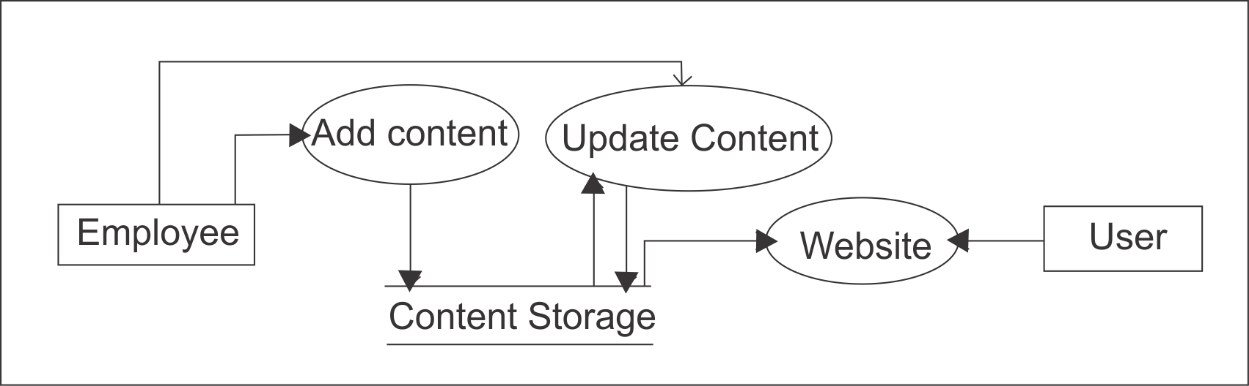 Add content
Update Content
Employee
Website
User
Content Storage